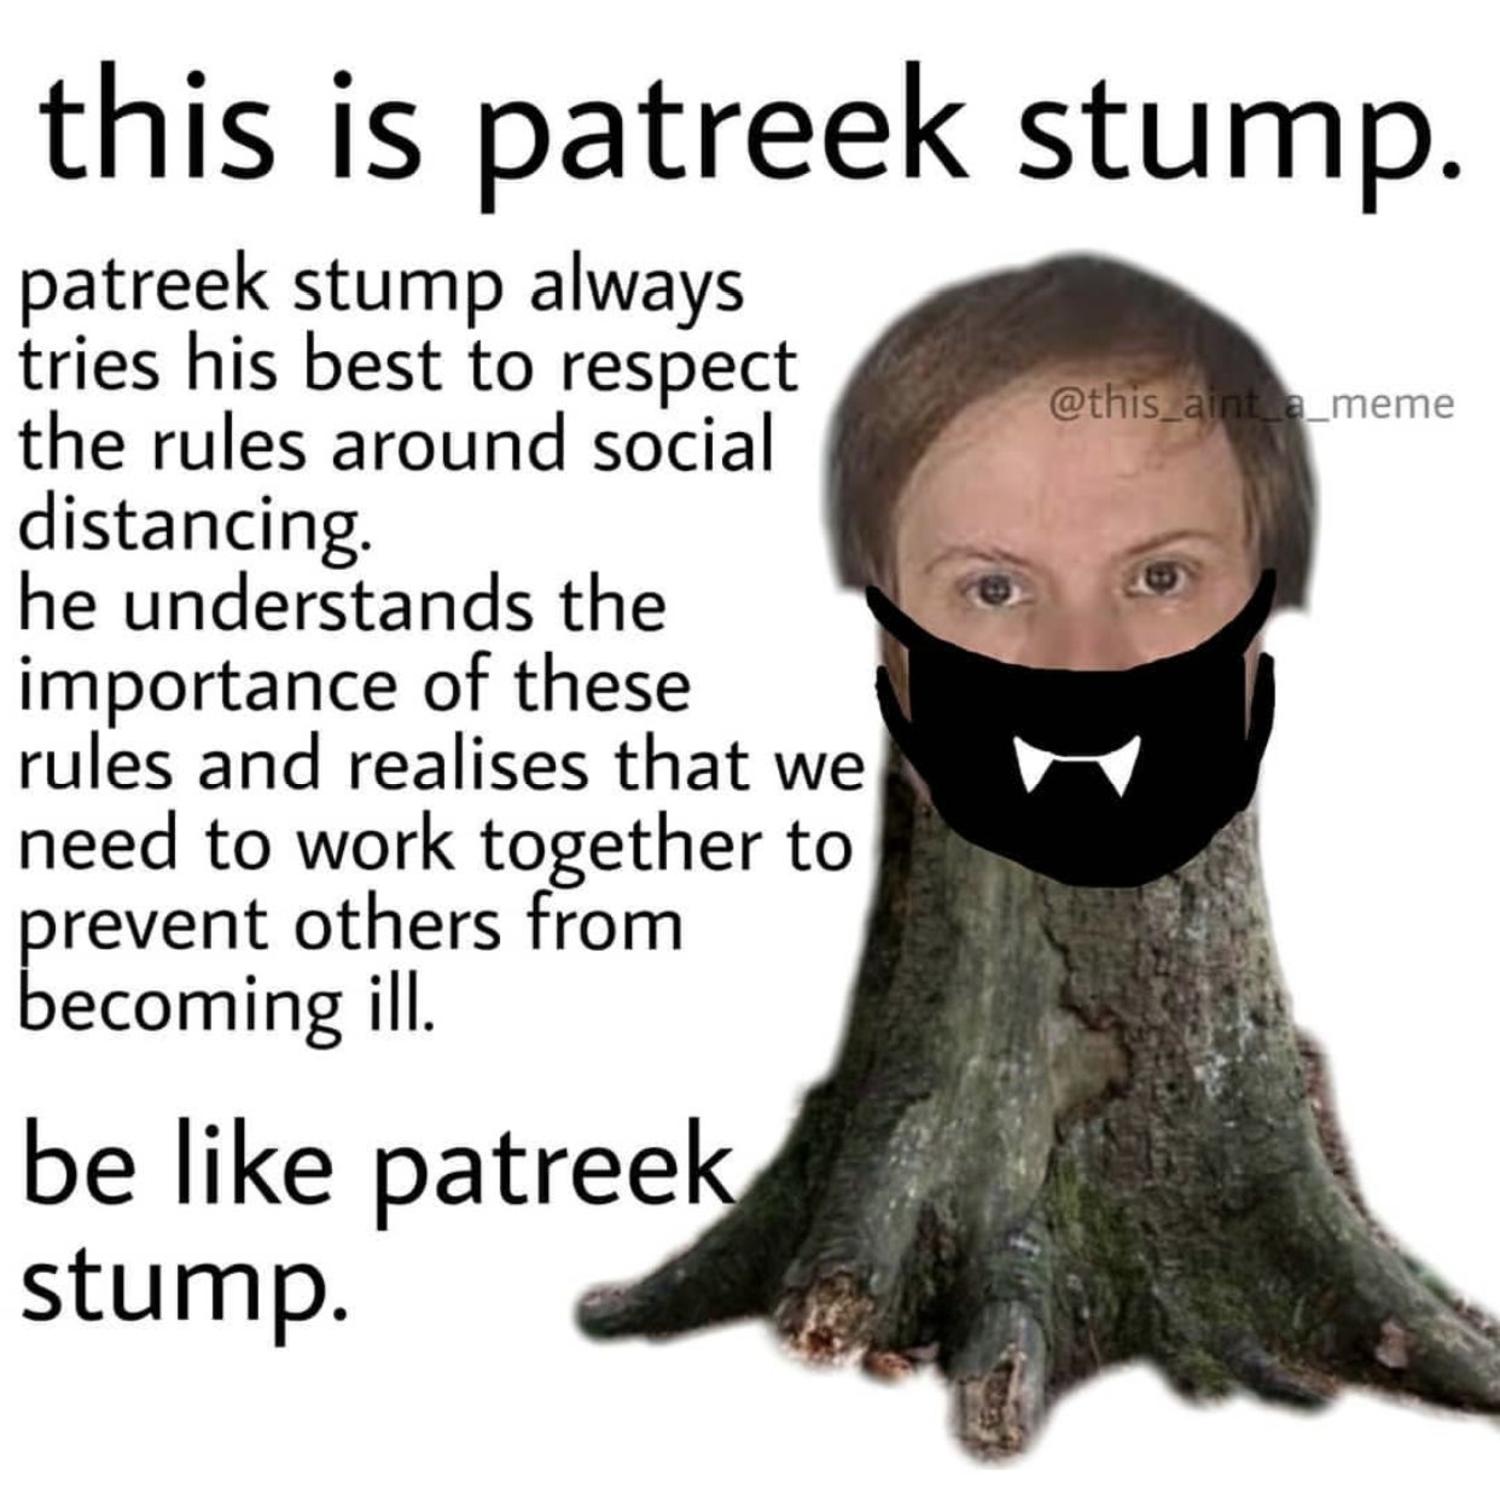 this is patreek stump.
patreek stump always
tries his best to respect
the rules around social
distancing.
he understands the
importance of these
rules and realises that we
need to work together to
prevent others from
becoming ill.
be like patreek
stump.
@this_aint_a_meme